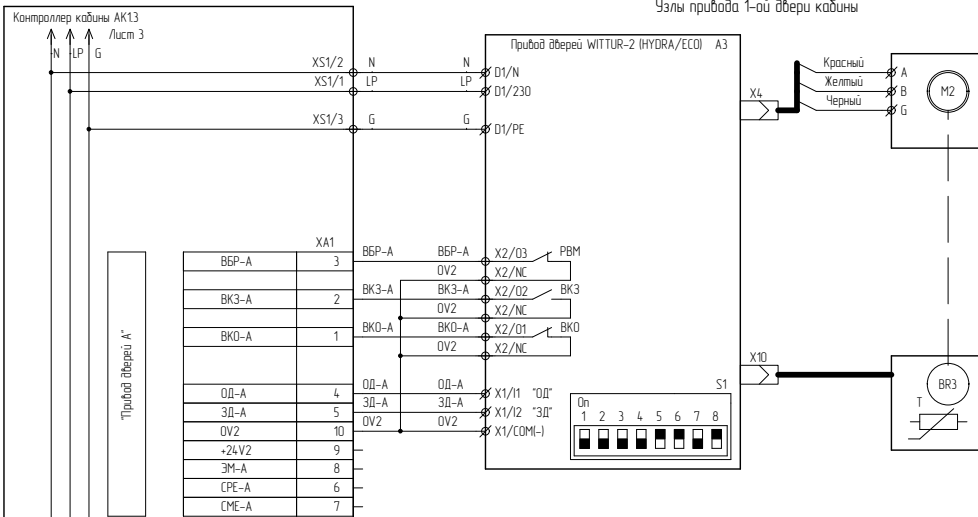 Узлы привода 1-ой двери кабины
Контроллер кабины АК1.3
Лист 3
N LP G
XS1/2 N N D1/N
XS1/1 LP LP D1/230
XS1/3 G G D1/PE
Привод дверей WITTUR-2 (HYDRA/ECO) A3
X4
Красный A
Желтый B
Черный G
M2
"Привод дверей А"
XA1
ВБР-А 3 ВБР-А ВБР-А X2/03 РВМ
0V2 X2/NC
ВКЗ-А 2 ВКЗ-А ВКЗ-А X2/02 ВКЗ
0V2 X2/NC
ВКО-А 1 ВКО-А ВКО-А X2/01 ВКО
0V2 X2/NC
ОД-А 4 ОД-А ОД-А X1/I1 "ОД"
ЗД-А 5 ЗД-А ЗД-А X1/I2 "ЗД"
0V2 10 0V2 0V2 X1/COM(-)
+24V2 9
ЭМ-А 8
СРЕ-А 6
СМЕ-А 7
S1
On
1 2 3 4 5 6 7 8
X10
BR3
T